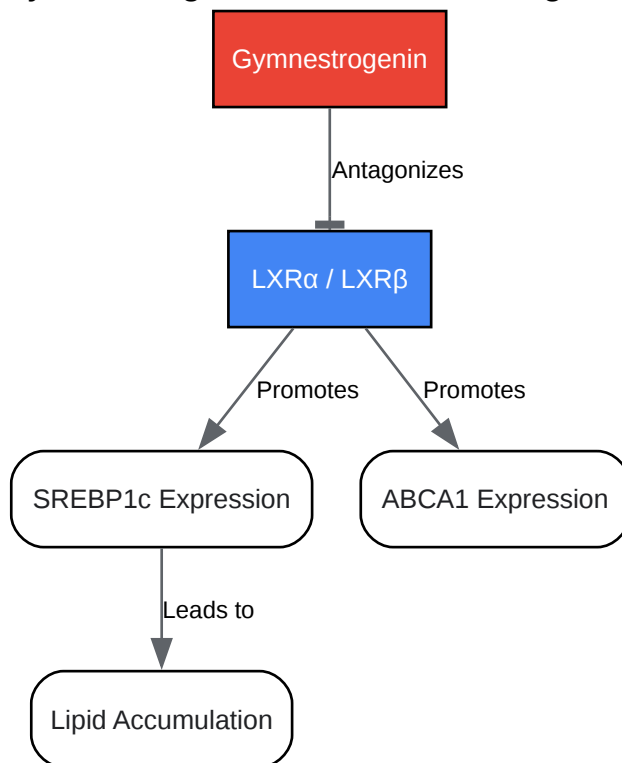 Gymnestrogenin
Antagonizes
LXRα / LXRβ
Promotes
Promotes
SREBP1c Expression
ABCA1 Expression
Leads to
Lipid Accumulation